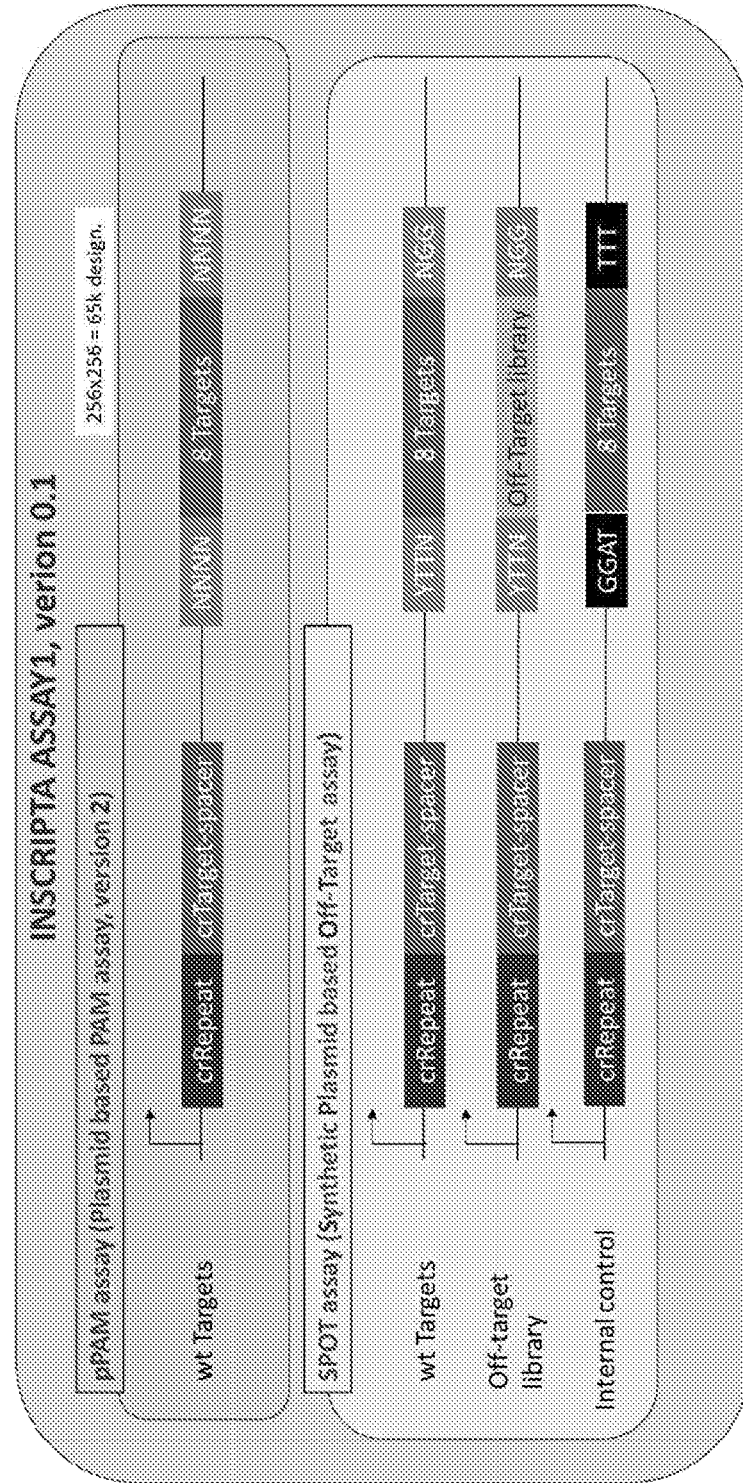 INSCRIPTA ASSAY1, verion 0.1
pPAM assay (Plasmid based PAM assay, version 2)
256x256 = 65k design.
wt Targets
crRepeat crTarget-spacer NNNN 8 Targets NNNN
SPOT assay (Synthetic Plasmid based Off-Target assay)
wt Targets
crRepeat crTarget-spacer YTTN 8 Targets NGG
Off-target
library
crRepeat crTarget-spacer YTTN Off-Target library NGG
Internal control
crRepeat crTarget-spacer GGAT 8 Targets TTT